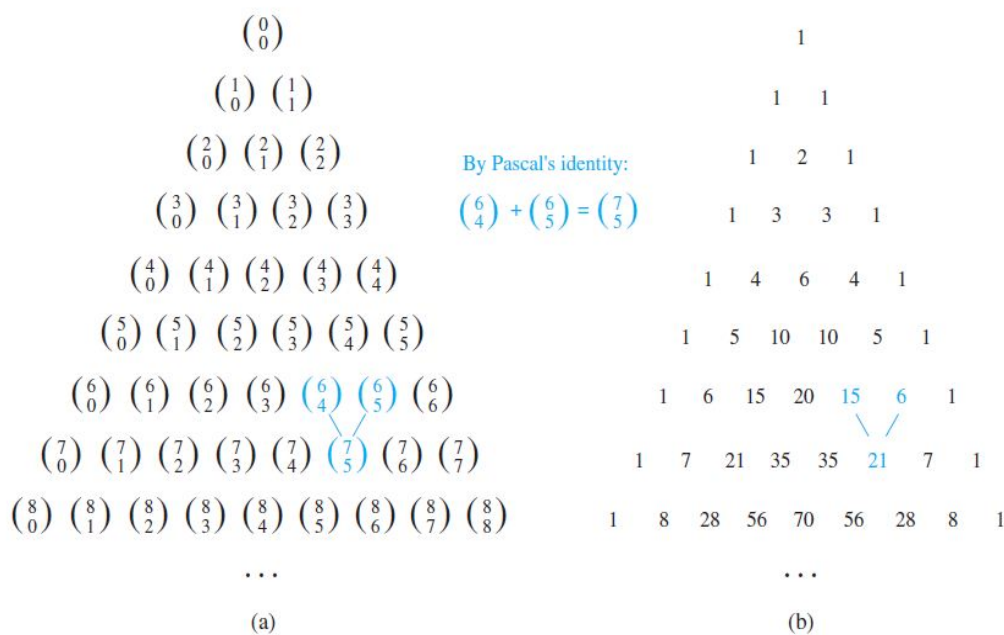 (0 0) 1
(1 0) (1 1) 1 1
(2 0) (2 1) (2 2) By Pascal's identity: 1 2 1
(3 0) (3 1) (3 2) (3 3) (6 4) + (6 5) = (7 5) 1 3 3 1
(4 0) (4 1) (4 2) (4 3) (4 4) 1 4 6 4 1
(5 0) (5 1) (5 2) (5 3) (5 4) (5 5) 1 5 10 10 5 1
(6 0) (6 1) (6 2) (6 3) (6 4) (6 5) (6 6) 1 6 15 20 15 6 1
(7 0) (7 1) (7 2) (7 3) (7 4) (7 5) (7 6) (7 7) 1 7 21 35 35 21 7 1
(8 0) (8 1) (8 2) (8 3) (8 4) (8 5) (8 6) (8 7) (8 8) 1 8 28 56 70 56 28 8 1
... ...
(a) (b)